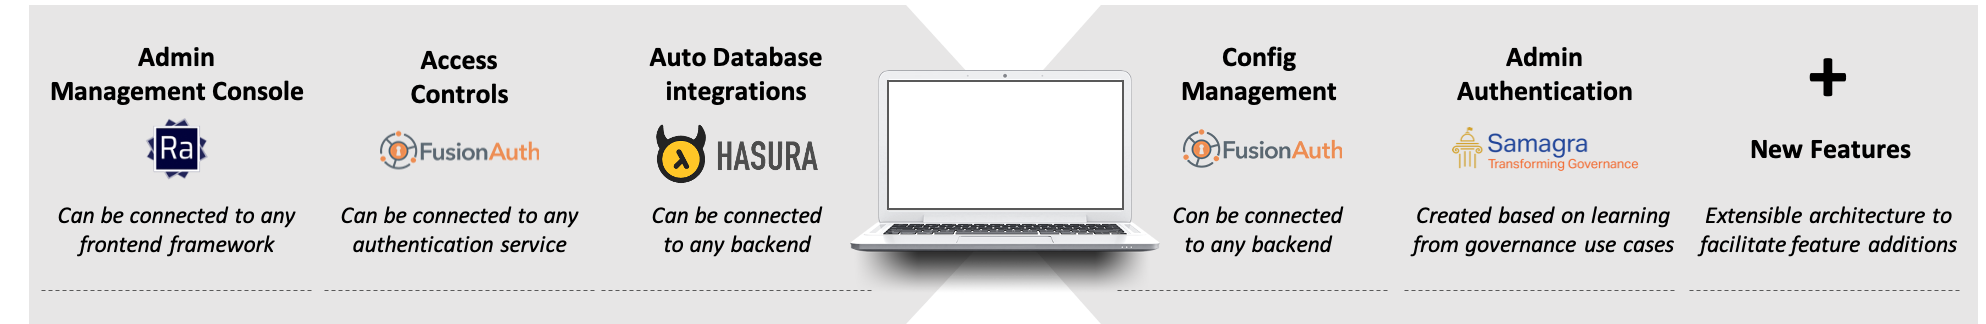 Admin
Management Console
Ra
Can be connected to any
frontend framework
Access
Controls
FusionAuth
Can be connected to any
authentication service
Auto Database
integrations
HASURA
Can be connected
to any backend
Config
Management
FusionAuth
Con be connected
to any backend
Admin
Authentication
Samagra
Transforming Governance
Created based on learning
from governance use cases
+
New Features
Extensible architecture to
facilitate feature additions